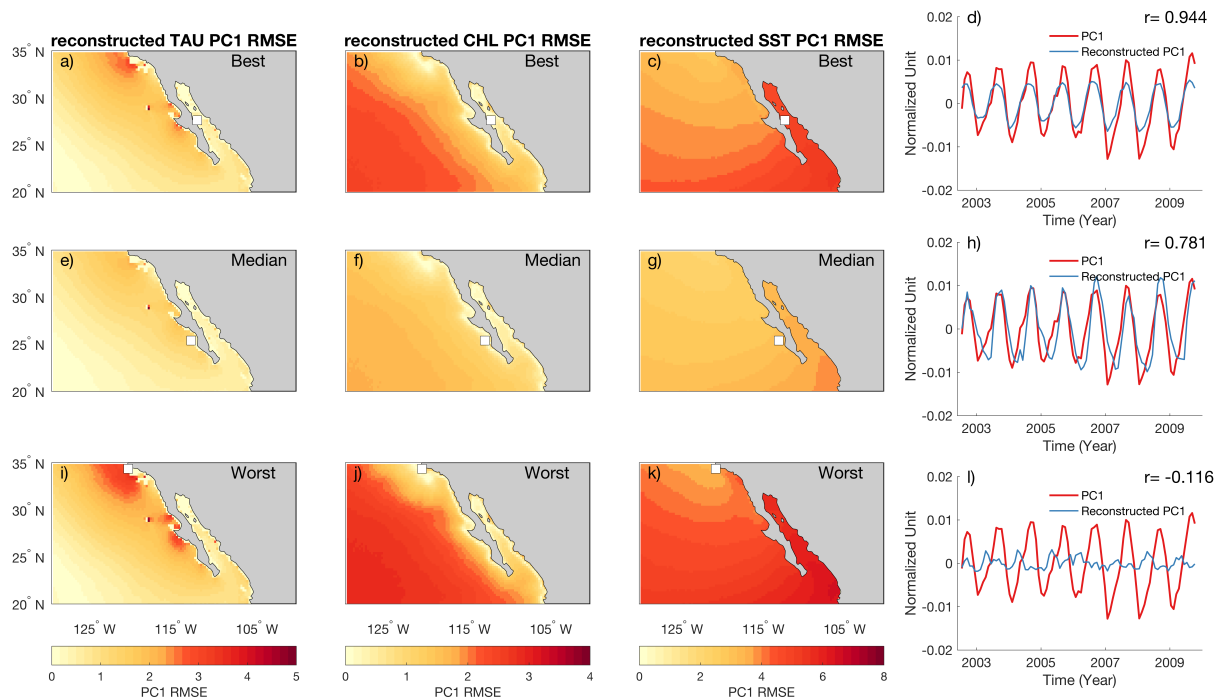 reconstructed TAU PC1 RMSE
reconstructed CHL PC1 RMSE
reconstructed SST PC1 RMSE
d)
r= 0.944
35° N
30° N
25° N
20° N
a)
Best
b)
Best
c)
Best
0.02
0.01
0
-0.01
-0.02
Normalized Unit
PC1
Reconstructed PC1
2003
2005
2007
2009
Time (Year)
35° N
30° N
25° N
20° N
e)
Median
f)
Median
g)
Median
h)
r= 0.781
0.02
0.01
0
-0.01
-0.02
Normalized Unit
PC1
Reconstructed PC1
2003
2005
2007
2009
Time (Year)
35° N
30° N
25° N
20° N
i)
Worst
j)
Worst
k)
Worst
l)
r= -0.116
0.02
0.01
0
-0.01
-0.02
Normalized Unit
PC1
Reconstructed PC1
2003
2005
2007
2009
Time (Year)
125° W
115° W
105° W
125° W
115° W
105° W
125° W
115° W
105° W
0 1 2 3 4 5
PC1 RMSE
0 1 2 3 4
PC1 RMSE
0 2 4 6 8
PC1 RMSE